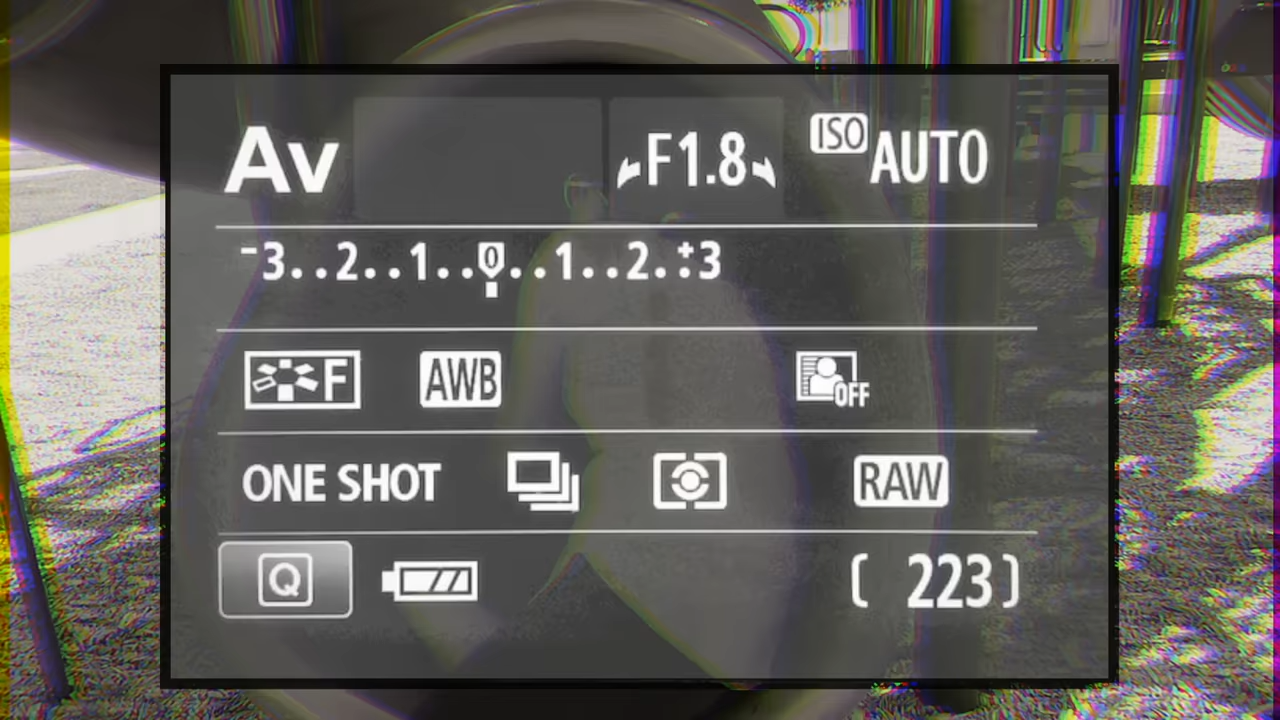 Av F1.8 ISO AUTO
-3..2..1..0..1..2.+3
F AWB OFF
ONE SHOT RAW
Q [ 223]